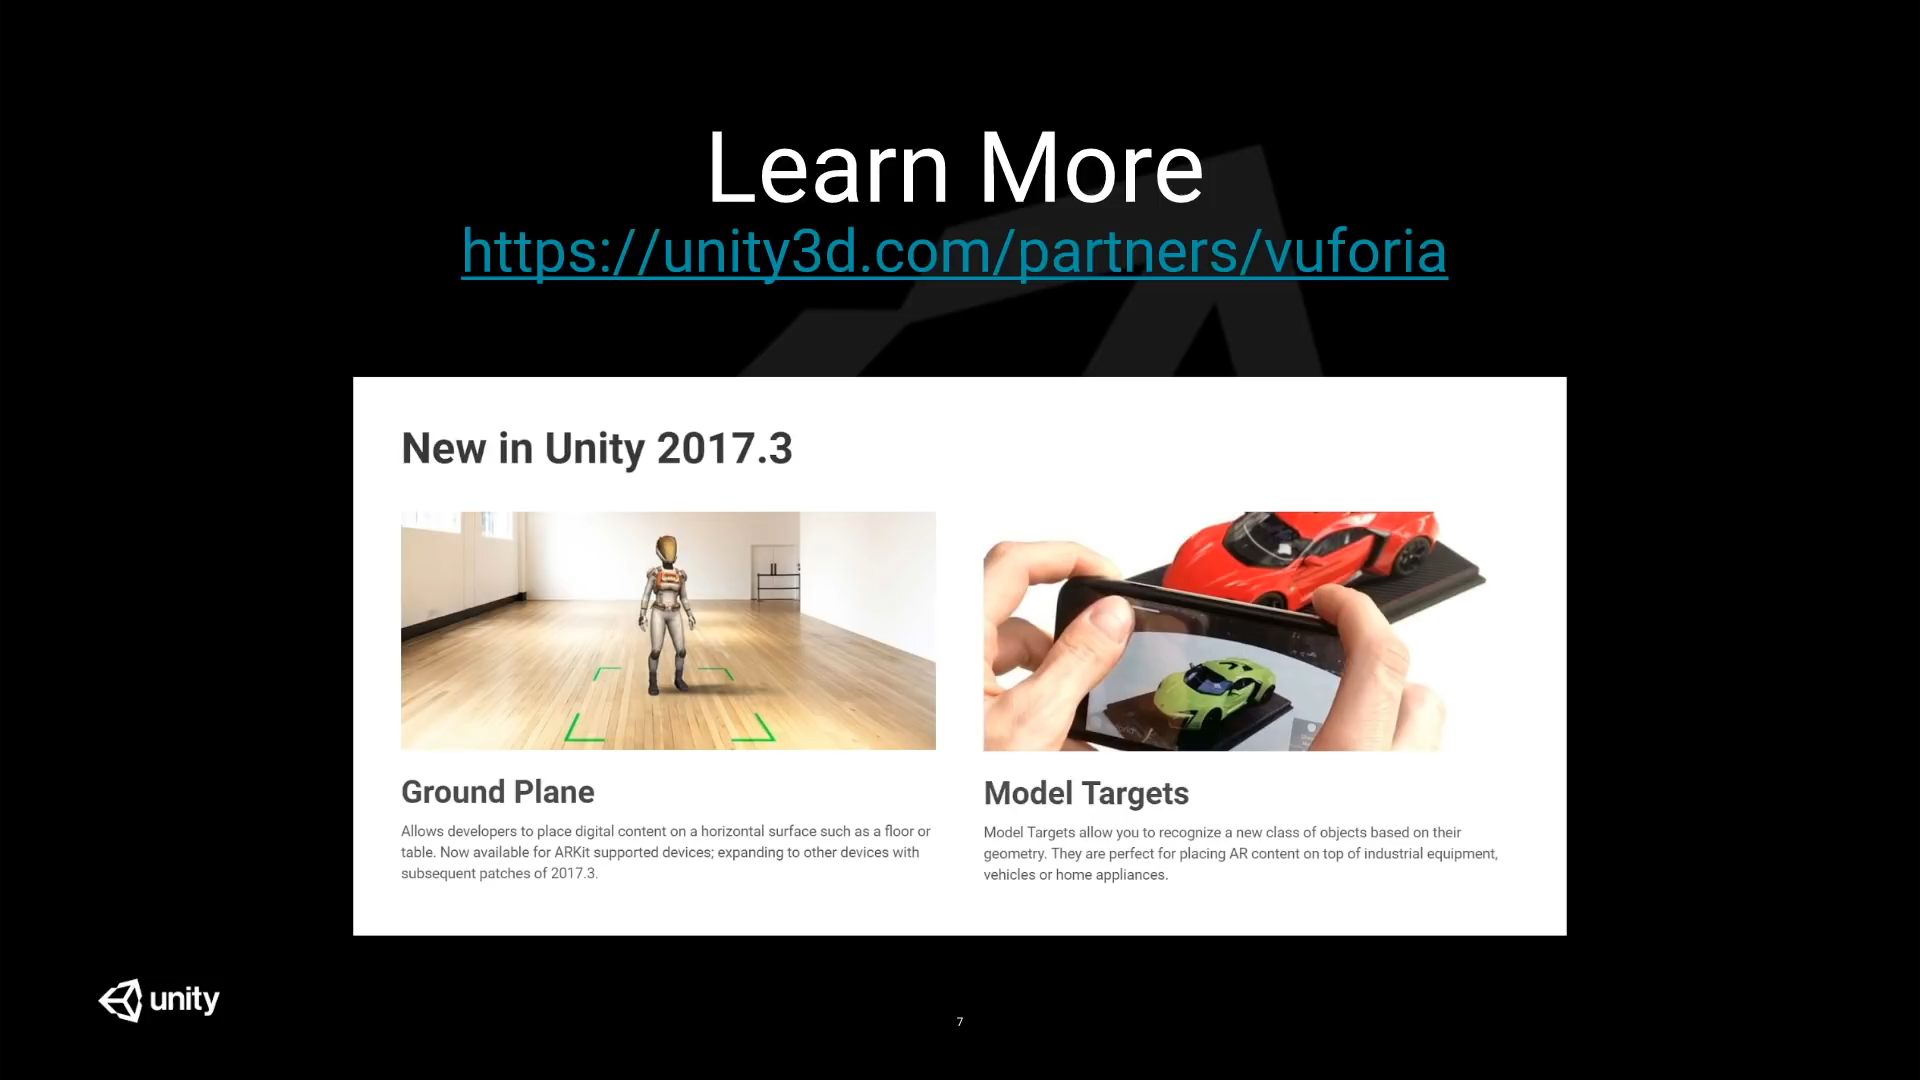 Learn More
https://unity3d.com/partners/vuforia
New in Unity 2017.3
Ground Plane
Allows developers to place digital content on a horizontal surface such as a floor or
table. Now available for ARKit supported devices; expanding to other devices with
subsequent patches of 2017.3.
Model Targets
Model Targets allow you to recognize a new class of objects based on their
geometry. They are perfect for placing AR content on top of industrial equipment,
vehicles or home appliances.
unity
7